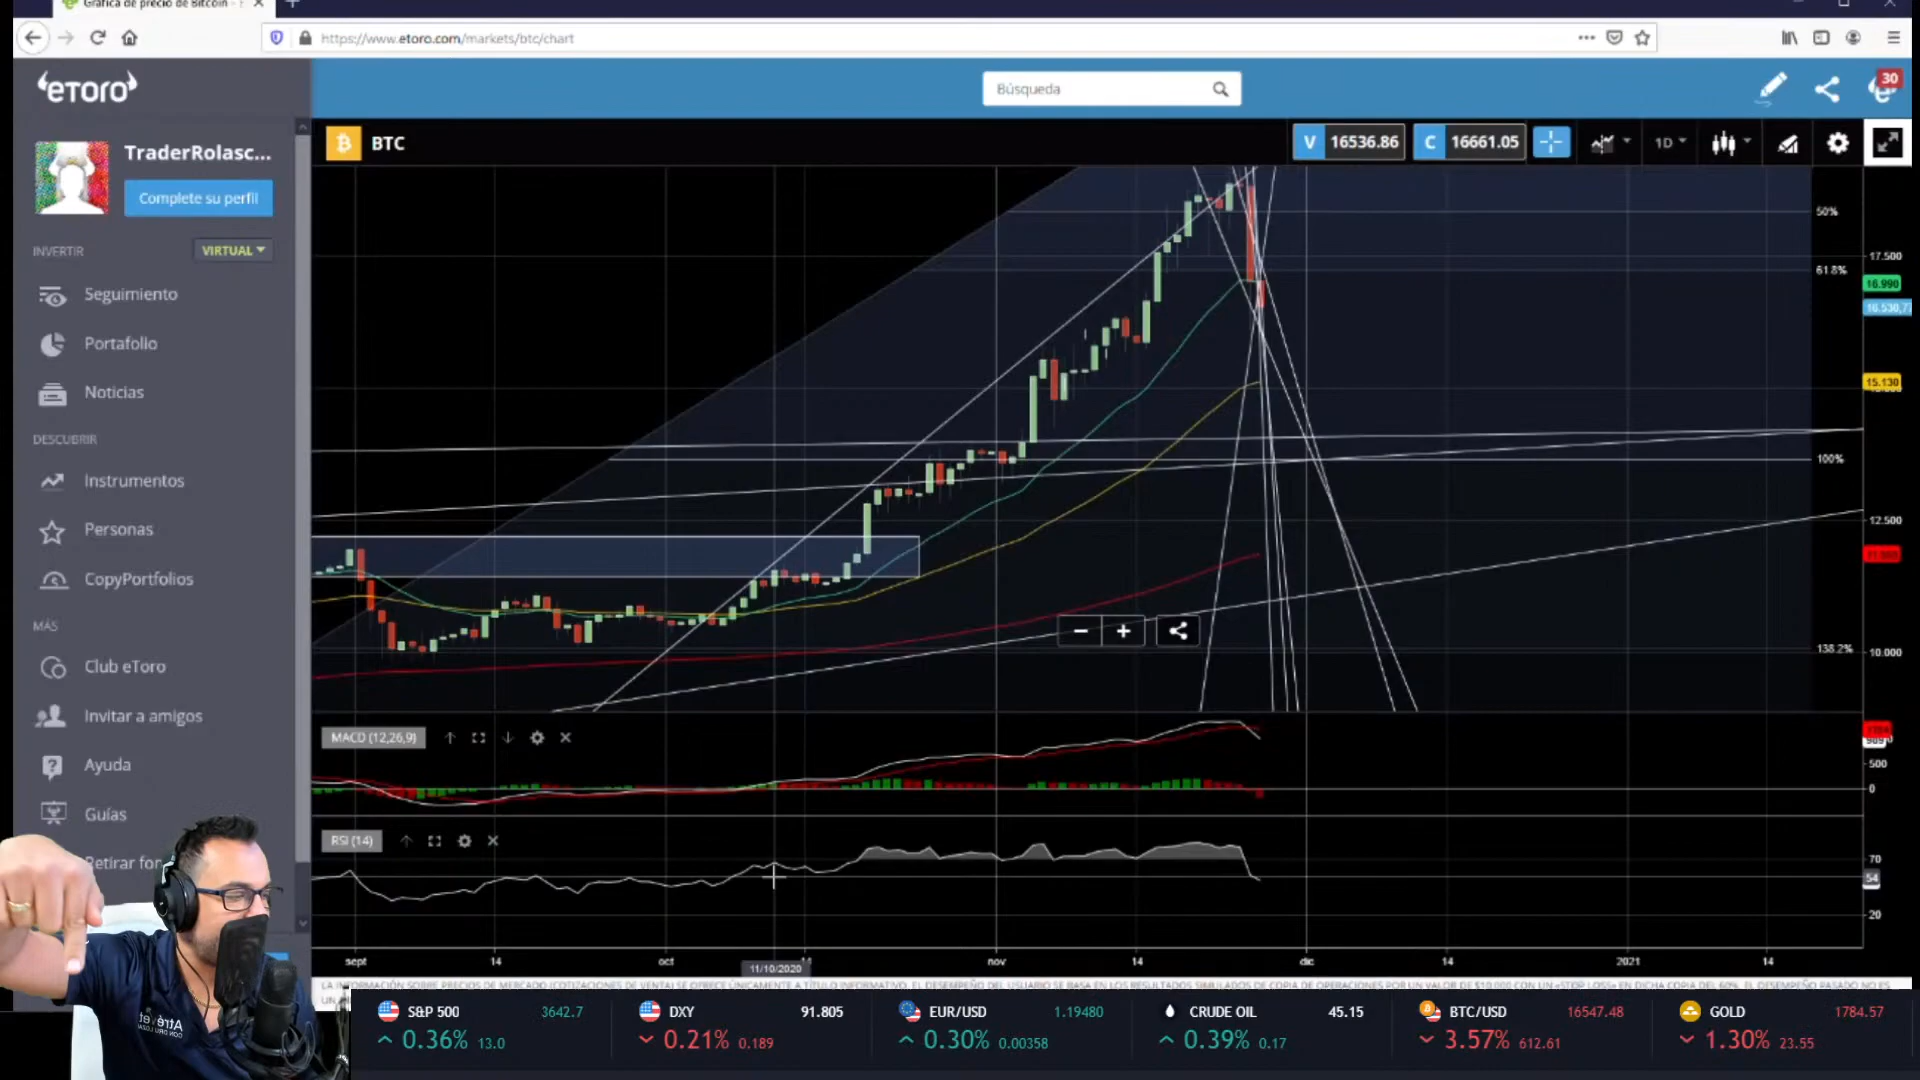 Gráfica de precio de Bitcoin -
https://www.etoro.com/markets/btc/chart
eToro
Búsqueda
30
BTC
V 16536.86
C 16661.05
1D
TraderRolasc...
Complete su perfil
INVERTIR
VIRTUAL
Seguimiento
Portafolio
Noticias
DESCUBRIR
Instrumentos
Personas
CopyPortfolios
MÁS
Club eToro
Invitar a amigos
Ayuda
Guías
Retirar fon
50%
17.500
61.8%
16.990
16.530,77
15.130
100%
12.500
138.2%
10.000
MACD (12,26,9)
500
0
RSI (14)
70
54
20
sept
14
oct
11/10/2020
nov
14
dic
14
2021
14
LA INFORMACIÓN SOBRE PRECIOS DE MERCADO (COTIZACIONES DE VENTA) SE OFRECE ÚNICAMENTE A TÍTULO INFORMATIVO. EL DESEMPEÑO DEL USUARIO SE BASA EN LOS RESULTADOS SIMULADOS DE COPIA DE OPERACIONES POR UN VALOR DE $10.000 CON UN «STOP LOSS» EN DICHA COPIA DEL 60%. EL DESEMPEÑO PASADO NO ES
S&P 500 3642.7
0.36% 13.0
DXY 91.805
0.21% 0.189
EUR/USD 1.19480
0.30% 0.00358
CRUDE OIL 45.15
0.39% 0.17
BTC/USD 16547.48
3.57% 612.61
GOLD 1784.57
1.30% 23.55